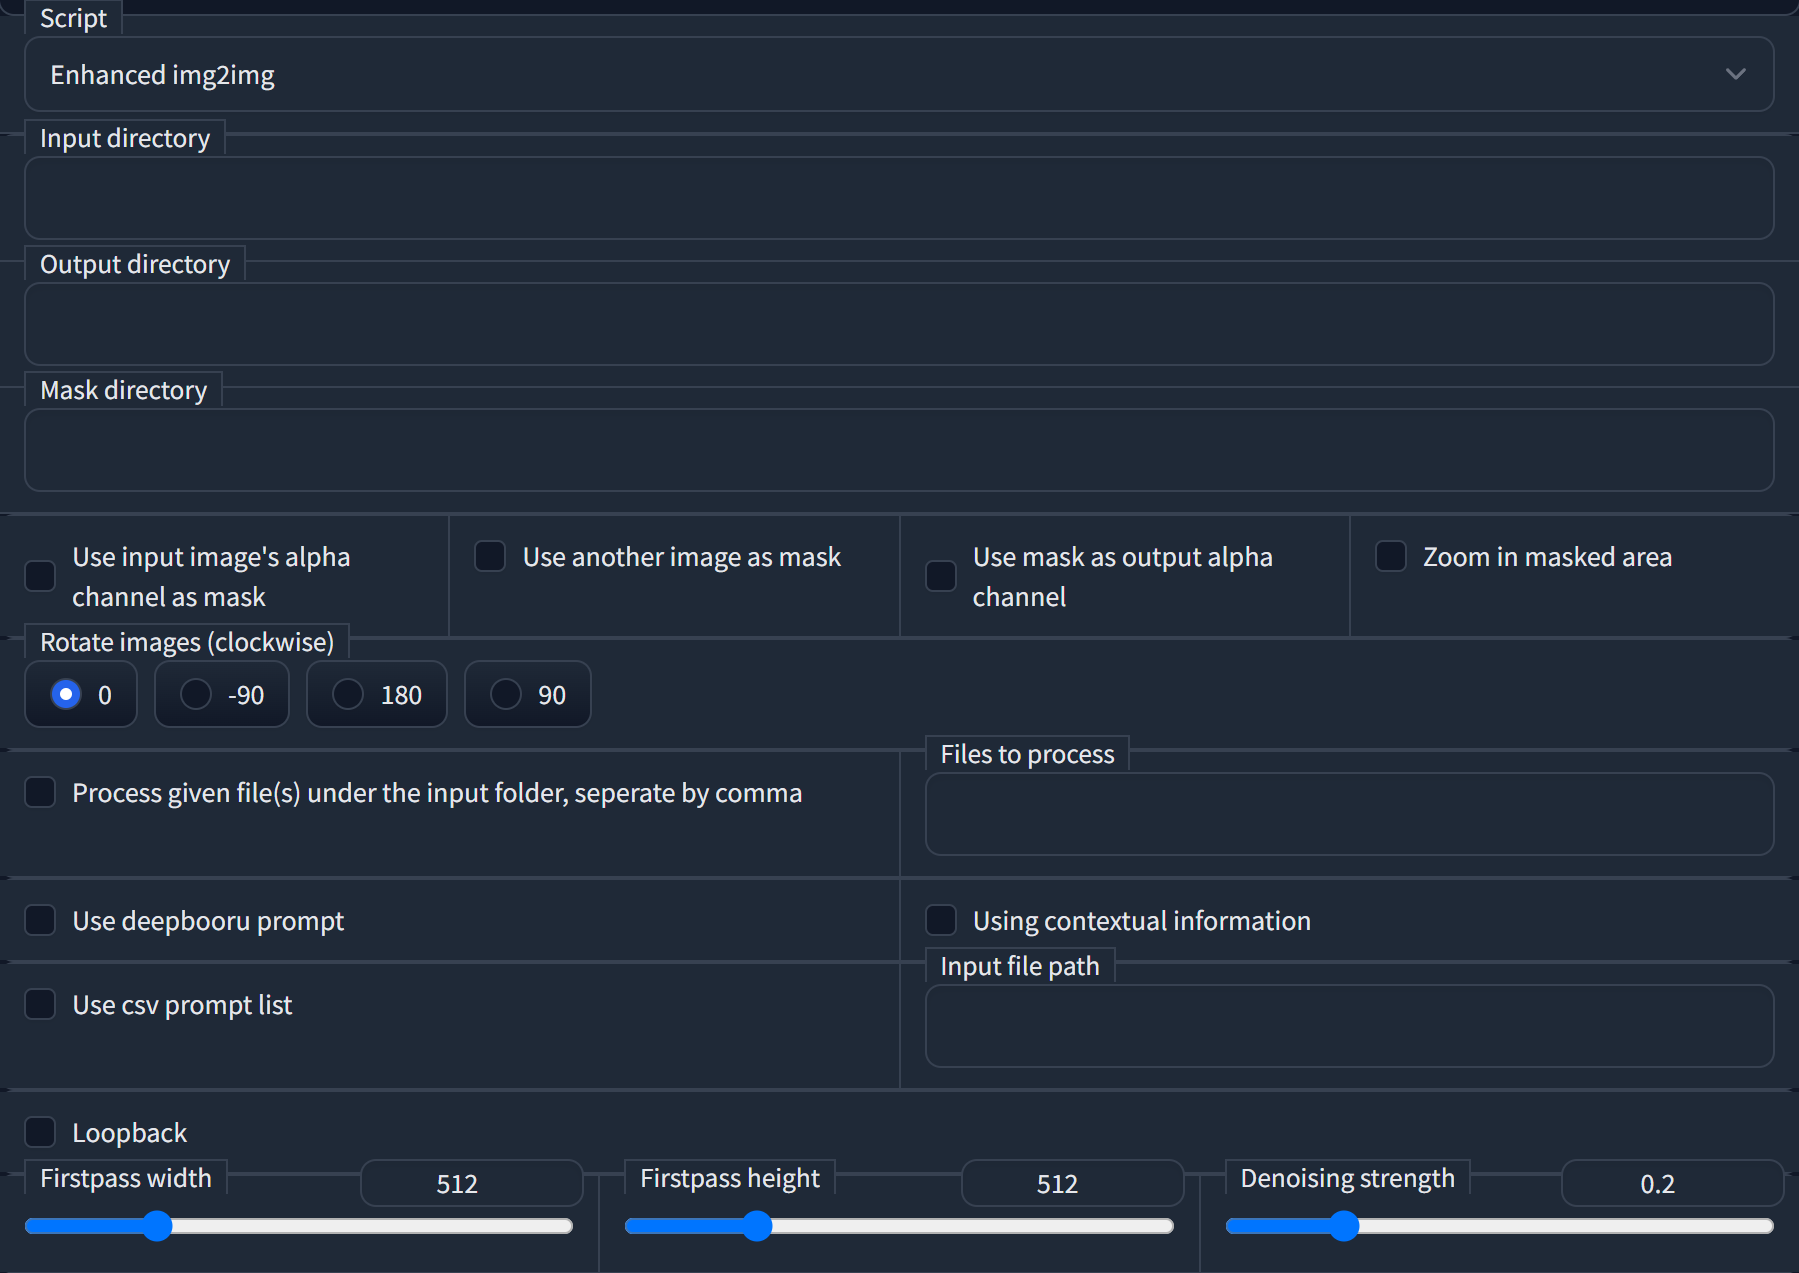 Script
Enhanced img2img
Input directory
Output directory
Mask directory
Use input image's alpha
channel as mask
Use another image as mask
Use mask as output alpha
channel
Zoom in masked area
Rotate images (clockwise)
0
-90
180
90
Process given file(s) under the input folder, seperate by comma
Files to process
Use deepbooru prompt
Using contextual information
Use csv prompt list
Input file path
Loopback
Firstpass width
512
Firstpass height
512
Denoising strength
0.2